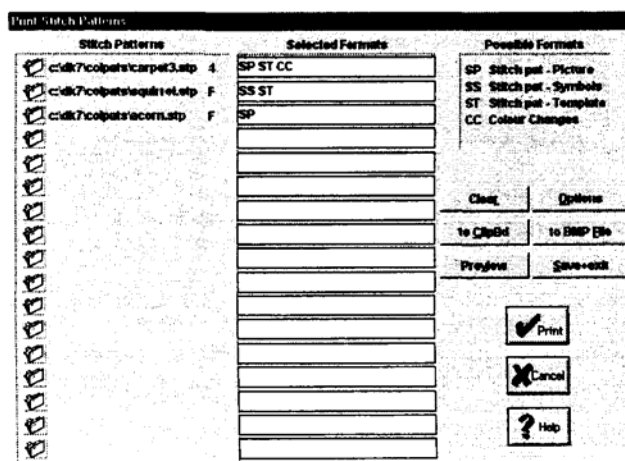 Print Stitch Patterns
Stitch Patterns
Selected Formats
Possible Formats
c:\dk7\colpats\carpet3.stp 4
SP ST CC
c:\dk7\colpats\squirrel.stp F
SS ST
c:\dk7\colpats\acorn.stp F
SP
SP Stitch pat - Picture
SS Stitch pat - Symbols
ST Stitch pat - Template
CC Colour Changes
Clear
Options
to ClipBd
to BMP File
Preview
Save+exit
Print
Cancel
Help